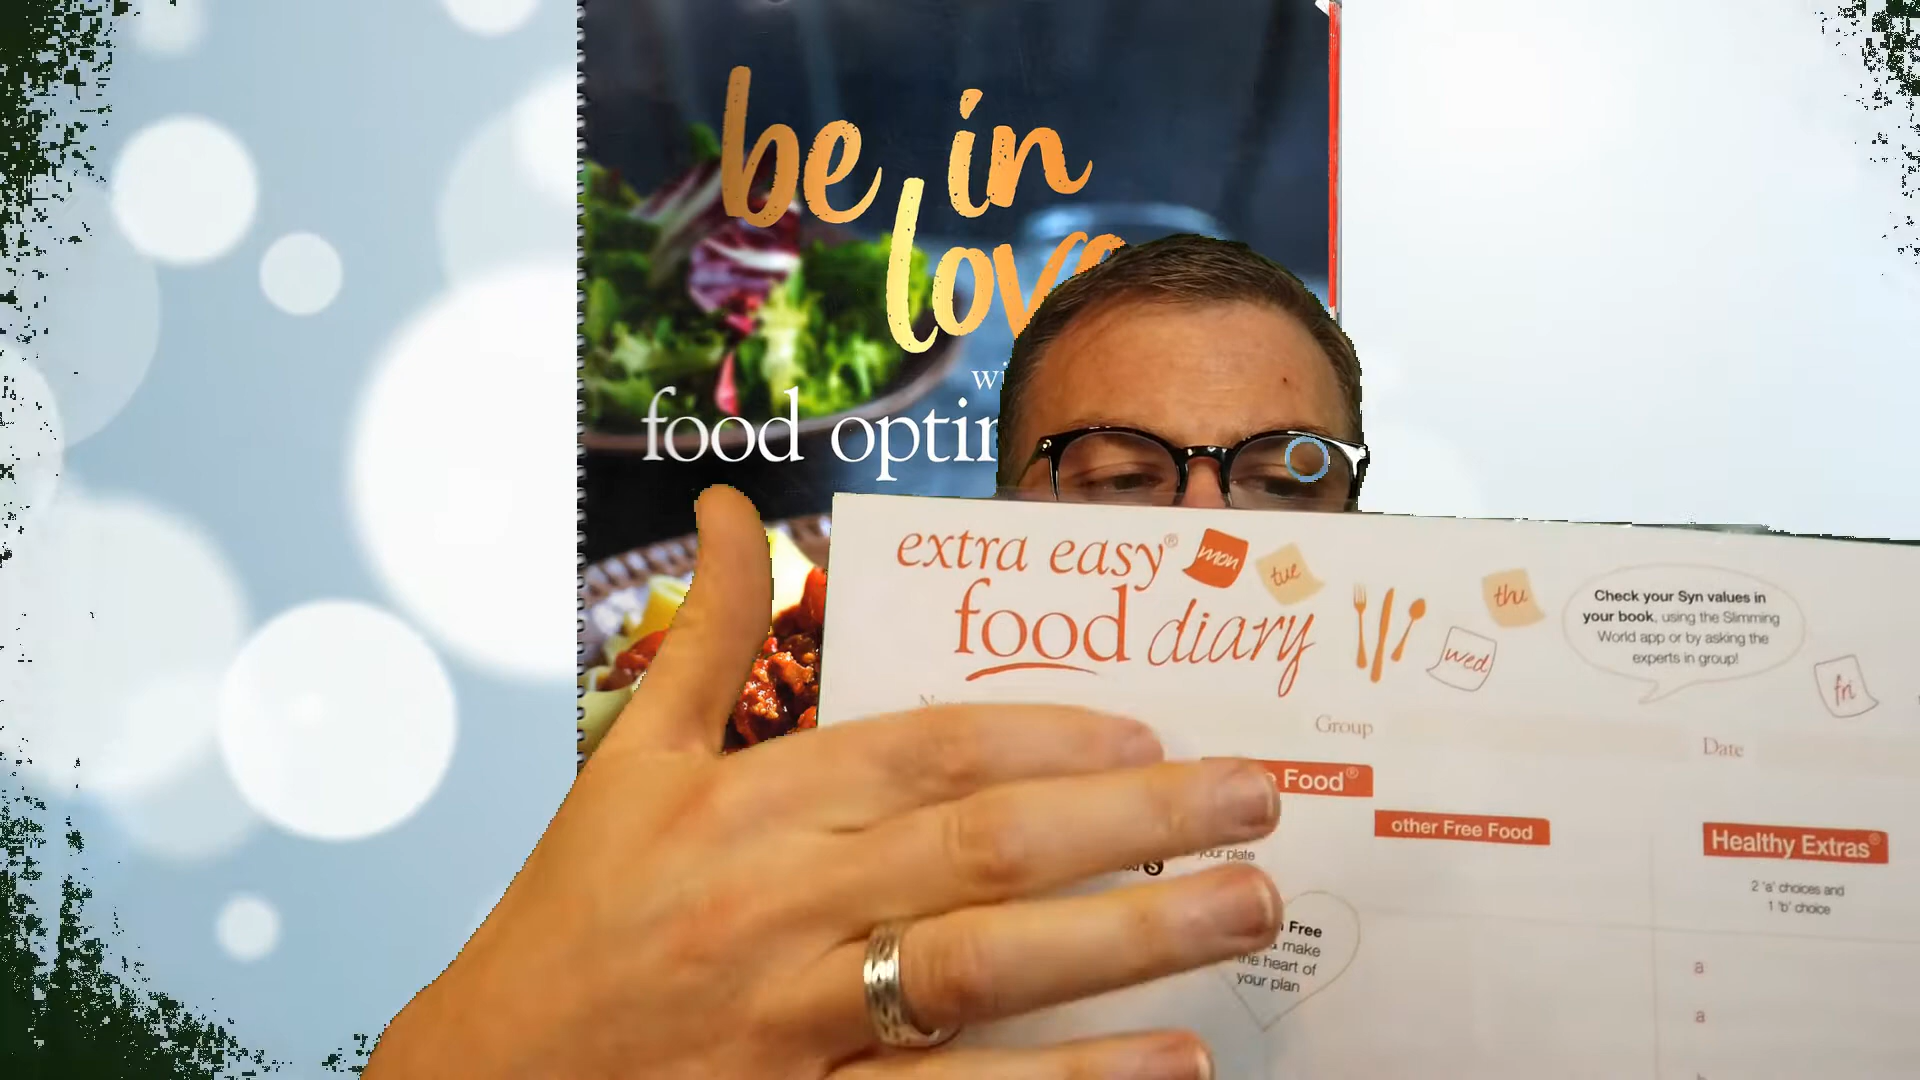 be in
love
food
extra easy®
mon
tue
thu
food diary
wed
fri
Check your Syn values in
your book, using the Slimming
World app or by asking the
experts in group!
Group
Date
Food®
other Free Food
Healthy Extras®
your plate
2 'a' choices and
1 'b' choice
Free
make
the heart of
your plan
a
a